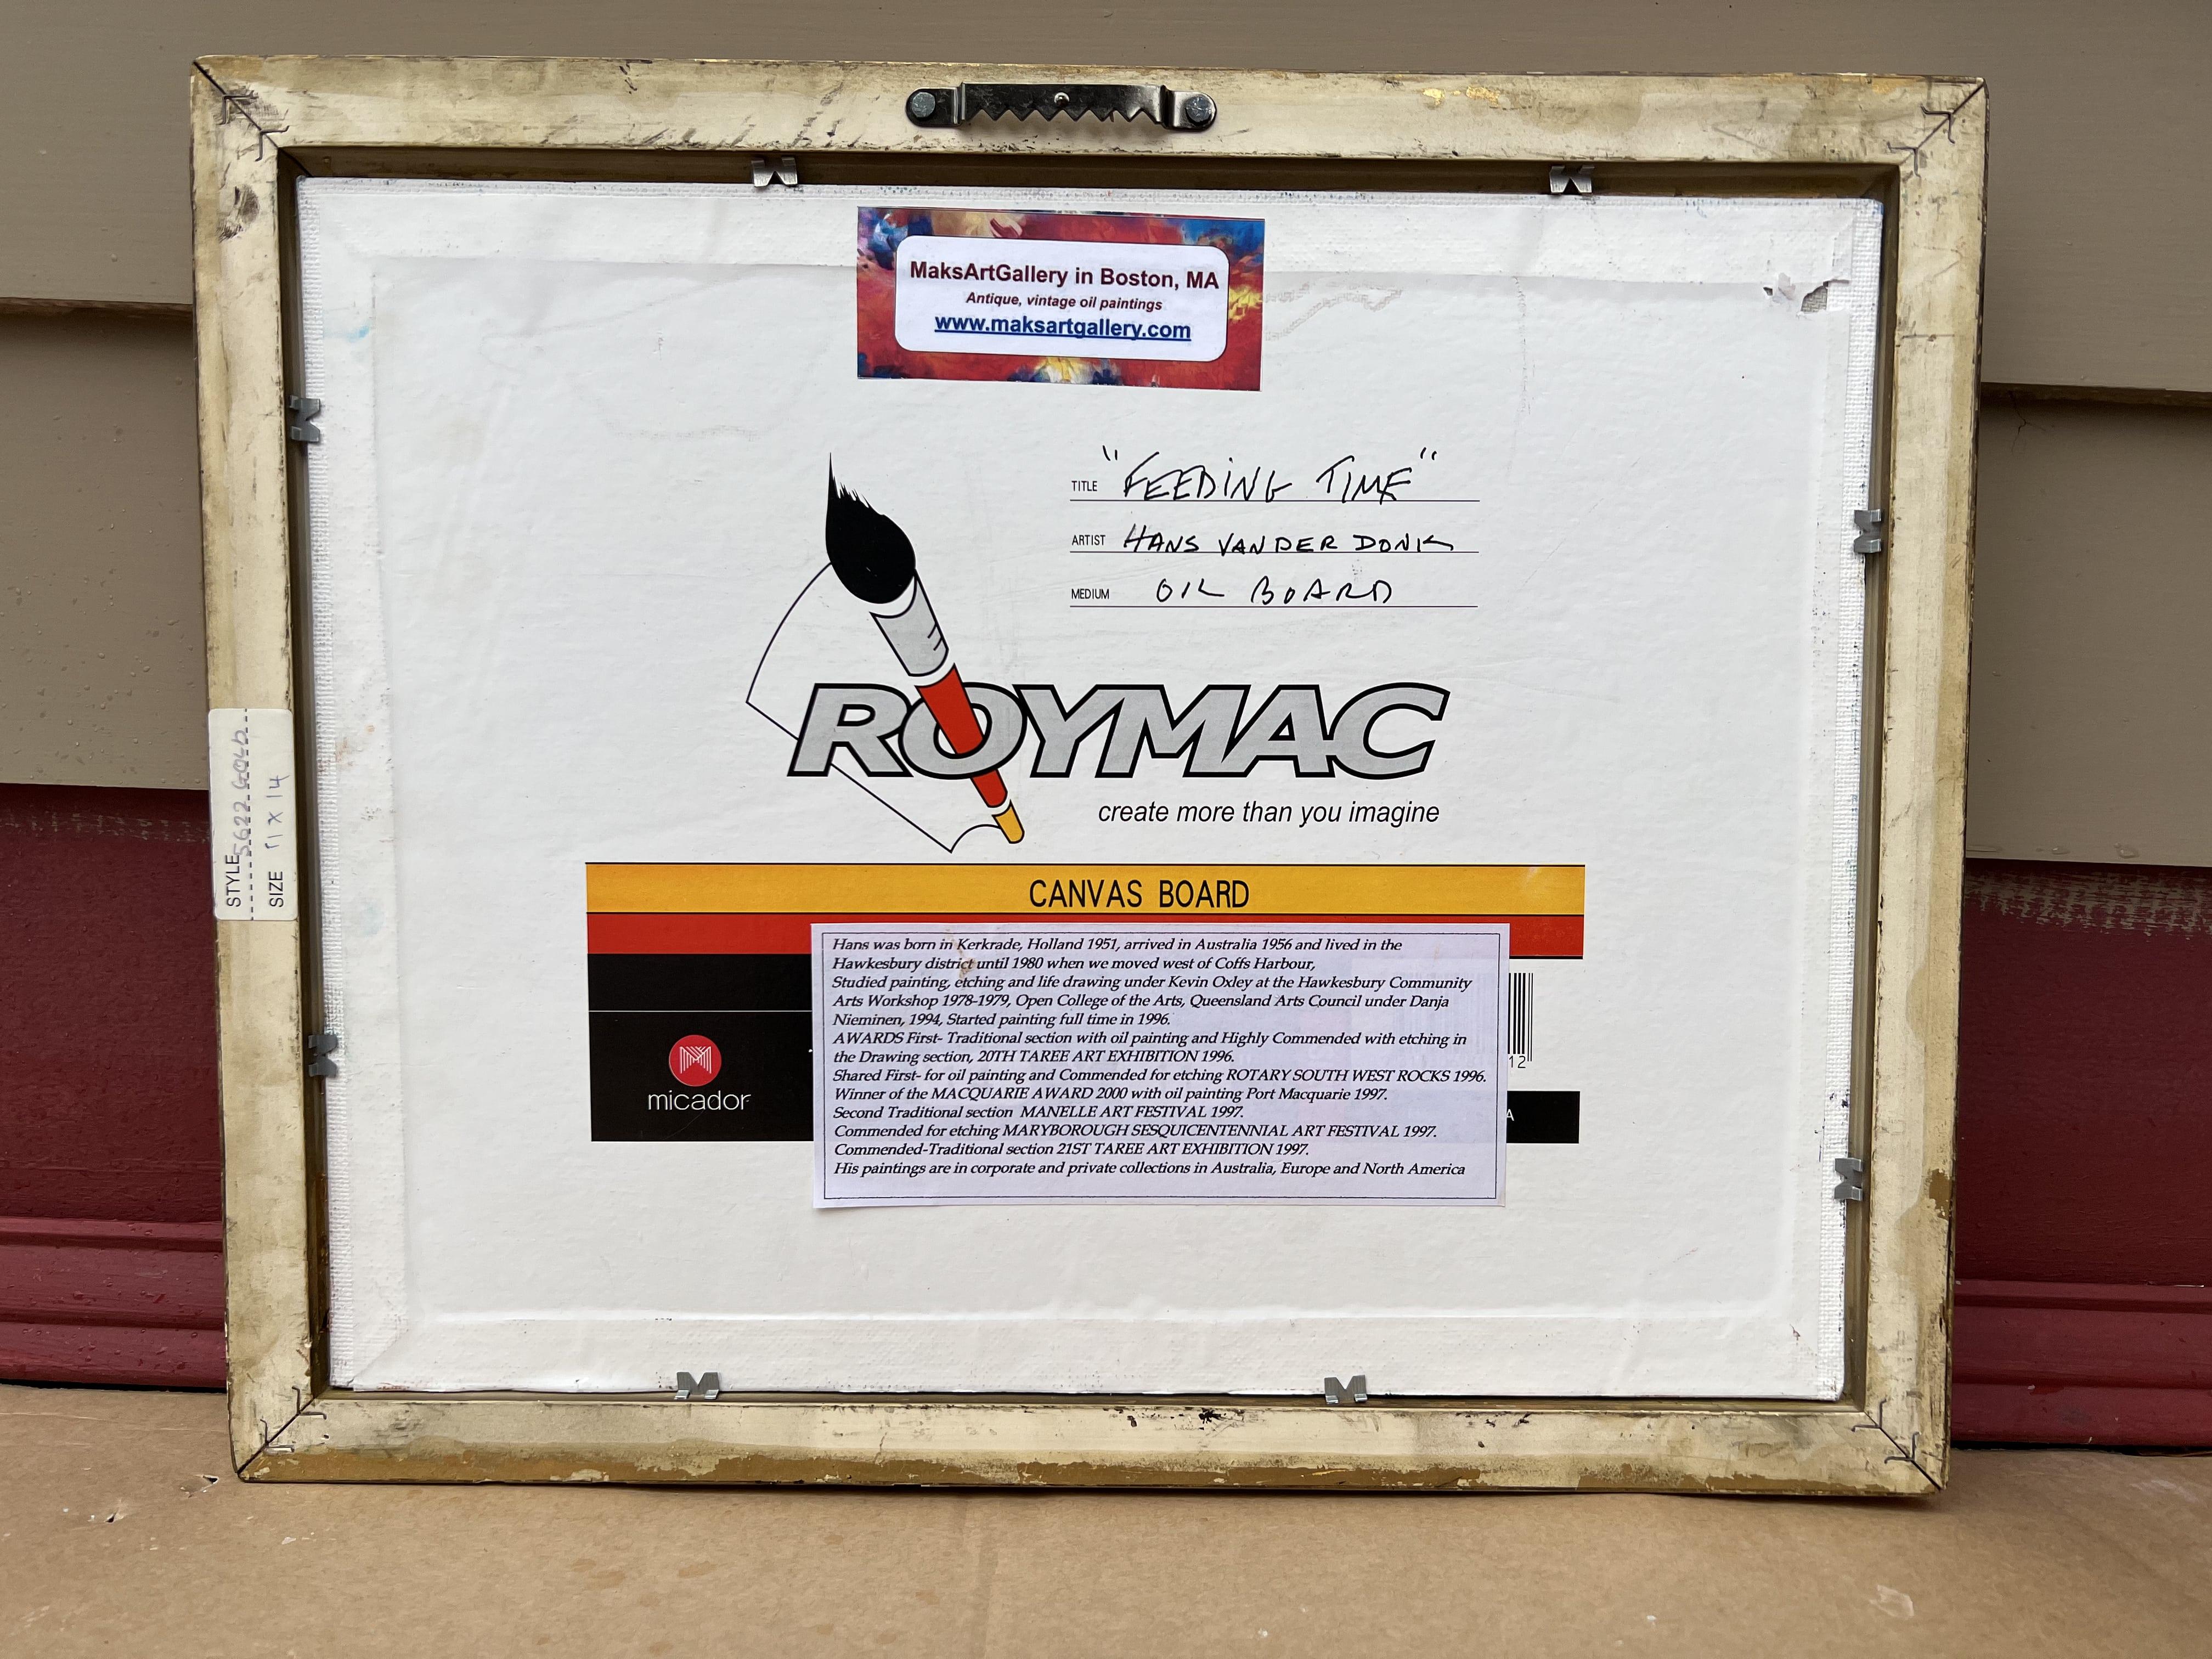 MaksArtGallery in Boston, MA
Antique, vintage oil paintings
www.maksartgallery.com
TITLE "FEEDING TIME"
ARTIST HANS VANDER DONK
MEDIUM OIL BOARD
ROYMAC
create more than you imagine
CANVAS BOARD
Hans was born in Kerkrade, Holland 1951, arrived in Australia 1956 and lived in the
Hawkesbury district until 1980 when we moved west of Coffs Harbour,
Studied painting, etching and life drawing under Kevin Oxley at the Hawkesbury Community
Arts Workshop 1978-1979, Open College of the Arts, Queensland Arts Council under Danja
Nieminen, 1994, Started painting full time in 1996.
AWARDS First- Traditional section with oil painting and Highly Commended with etching in
the Drawing section, 20TH TAREE ART EXHIBITION 1996.
Shared First- for oil painting and Commended for etching ROTARY SOUTH WEST ROCKS 1996.
Winner of the MACQUARIE AWARD 2000 with oil painting Port Macquarie 1997.
Second Traditional section MANELLE ART FESTIVAL 1997.
Commended for etching MARYBOROUGH SESQUICENTENNIAL ART FESTIVAL 1997.
Commended-Traditional section 21ST TAREE ART EXHIBITION 1997.
His paintings are in corporate and private collections in Australia, Europe and North America
micador
12
A
STYLE 5622 GOLD
SIZE 11 X 14